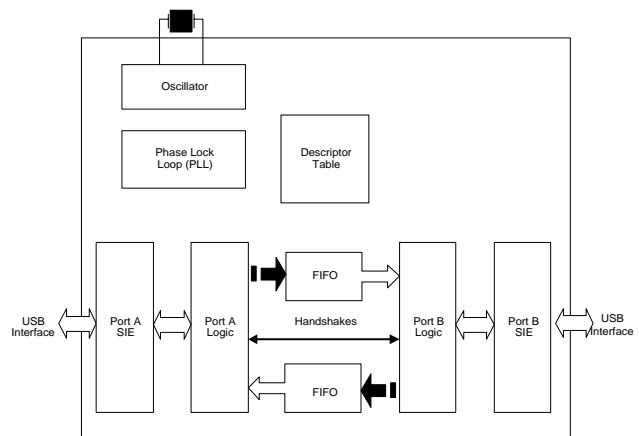 Oscillator
Phase Lock
Loop (PLL)
Descriptor
Table
USB
Interface
Port A
SIE
Port A
Logic
FIFO
Handshakes
FIFO
Port B
Logic
Port B
SIE
USB
Interface